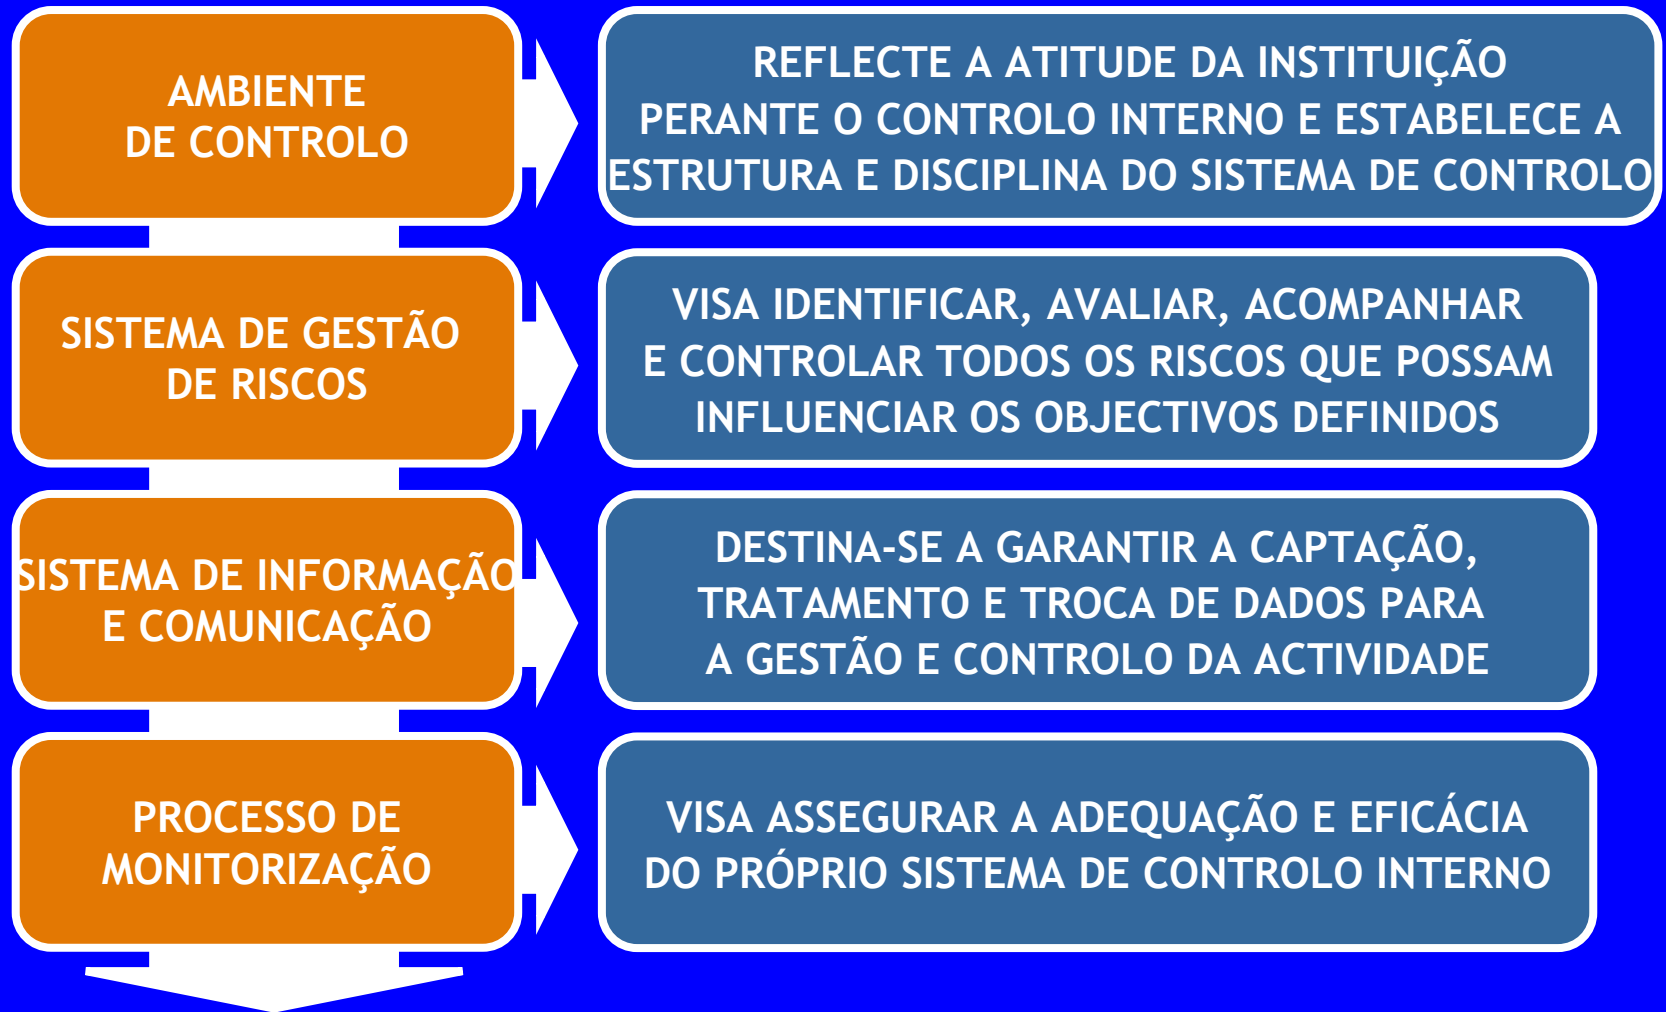 AMBIENTE
DE CONTROLO
REFLECTE A ATITUDE DA INSTITUIÇÃO
PERANTE O CONTROLO INTERNO E ESTABELECE A
ESTRUTURA E DISCIPLINA DO SISTEMA DE CONTROLO
SISTEMA DE GESTÃO
DE RISCOS
VISA IDENTIFICAR, AVALIAR, ACOMPANHAR
E CONTROLAR TODOS OS RISCOS QUE POSSAM
INFLUENCIAR OS OBJECTIVOS DEFINIDOS
SISTEMA DE INFORMAÇÃO
E COMUNICAÇÃO
DESTINA-SE A GARANTIR A CAPTAÇÃO,
TRATAMENTO E TROCA DE DADOS PARA
A GESTÃO E CONTROLO DA ACTIVIDADE
PROCESSO DE
MONITORIZAÇÃO
VISA ASSEGURAR A ADEQUAÇÃO E EFICÁCIA
DO PRÓPRIO SISTEMA DE CONTROLO INTERNO